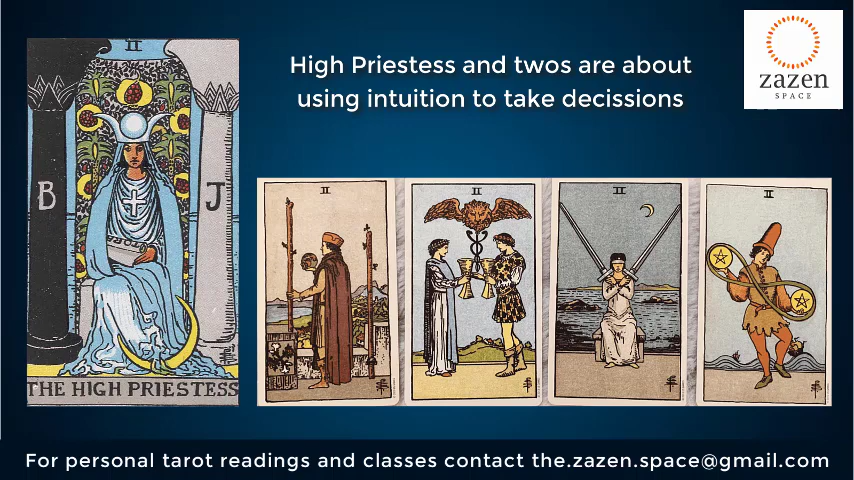 II
B
J
THE HIGH PRIESTESS
High Priestess and twos are about
using intuition to take decissions
zazen
SPACE
II
II
II
II
For personal tarot readings and classes contact the.zazen.space@gmail.com